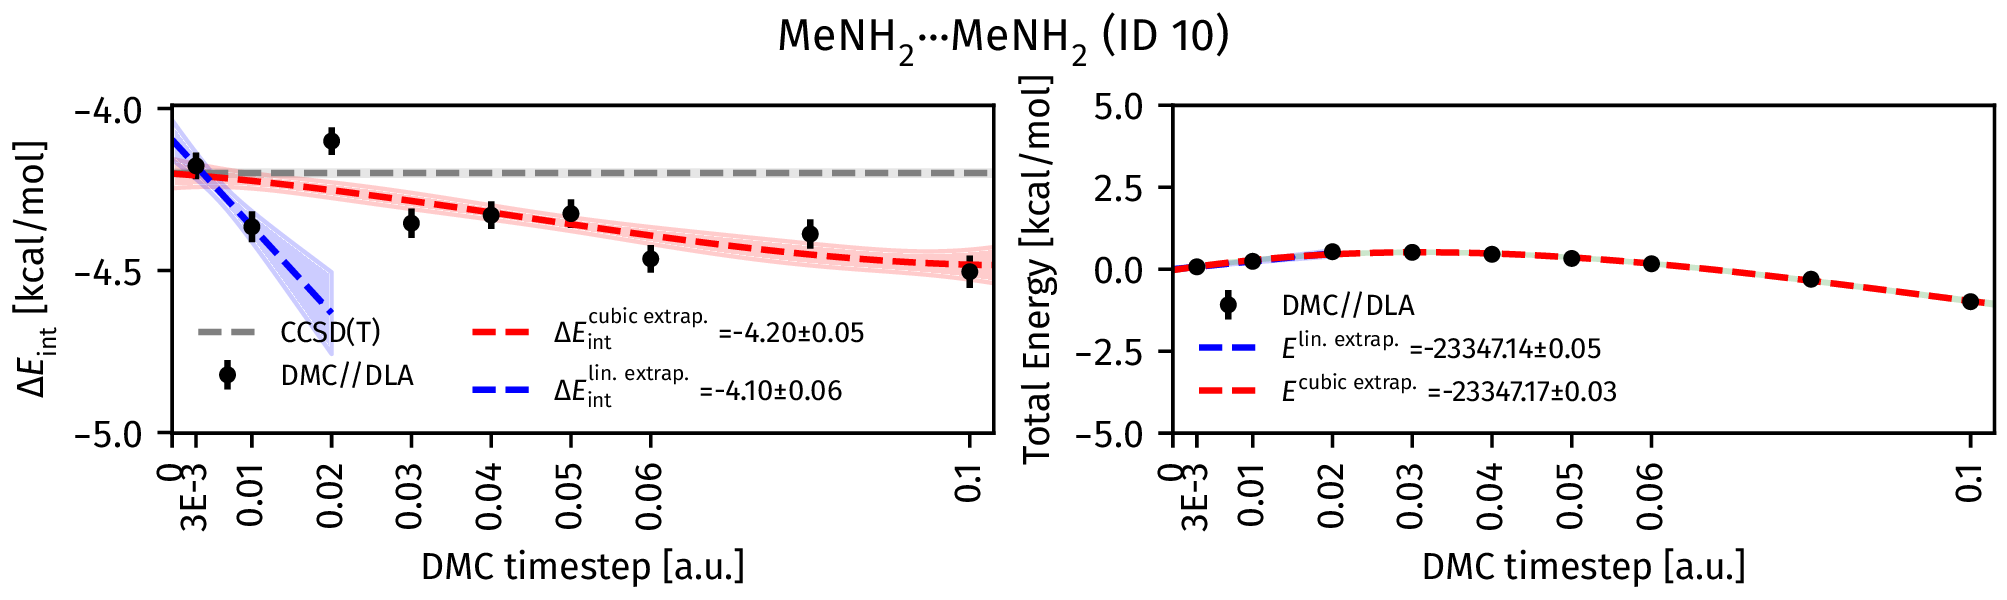 MeNH₂···MeNH₂ (ID 10)
ΔE_int [kcal/mol]
−4.0
−4.5
−5.0
CCSD(T)
DMC//DLA
ΔE_int^cubic extrap. =-4.20±0.05
ΔE_int^lin. extrap. =-4.10±0.06
0
3E-3
0.01
0.02
0.03
0.04
0.05
0.06
0.1
DMC timestep [a.u.]
Total Energy [kcal/mol]
5.0
2.5
0.0
−2.5
−5.0
DMC//DLA
E^lin. extrap. =-23347.14±0.05
E^cubic extrap. =-23347.17±0.03
0
3E-3
0.01
0.02
0.03
0.04
0.05
0.06
0.1
DMC timestep [a.u.]